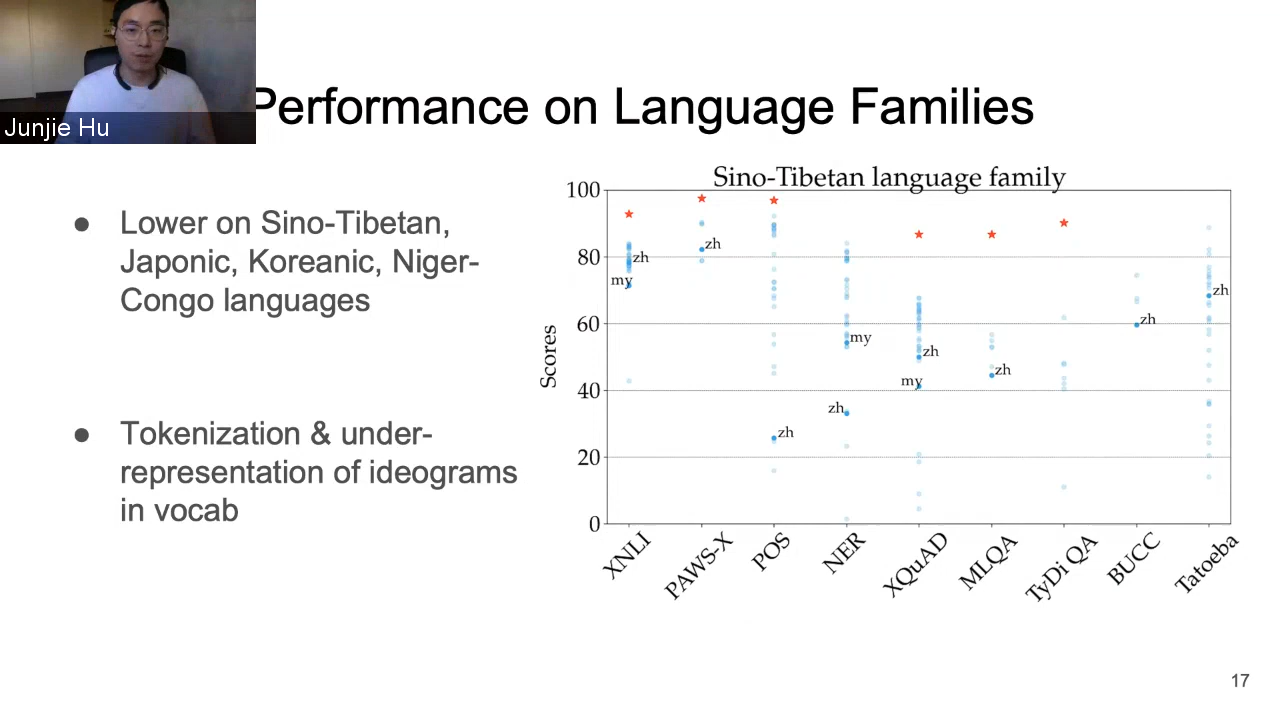 Junjie Hu
Performance on Language Families
● Lower on Sino-Tibetan,
Japonic, Koreanic, Niger-
Congo languages
● Tokenization & under-
representation of ideograms
in vocab
Sino-Tibetan language family
Scores
100
80
60
40
20
0
zh
my
zh
zh
my
zh
zh
my
zh
zh
zh
XNLI
PAWS-X
POS
NER
XQuAD
MLQA
TyDi QA
BUCC
Tatoeba
17